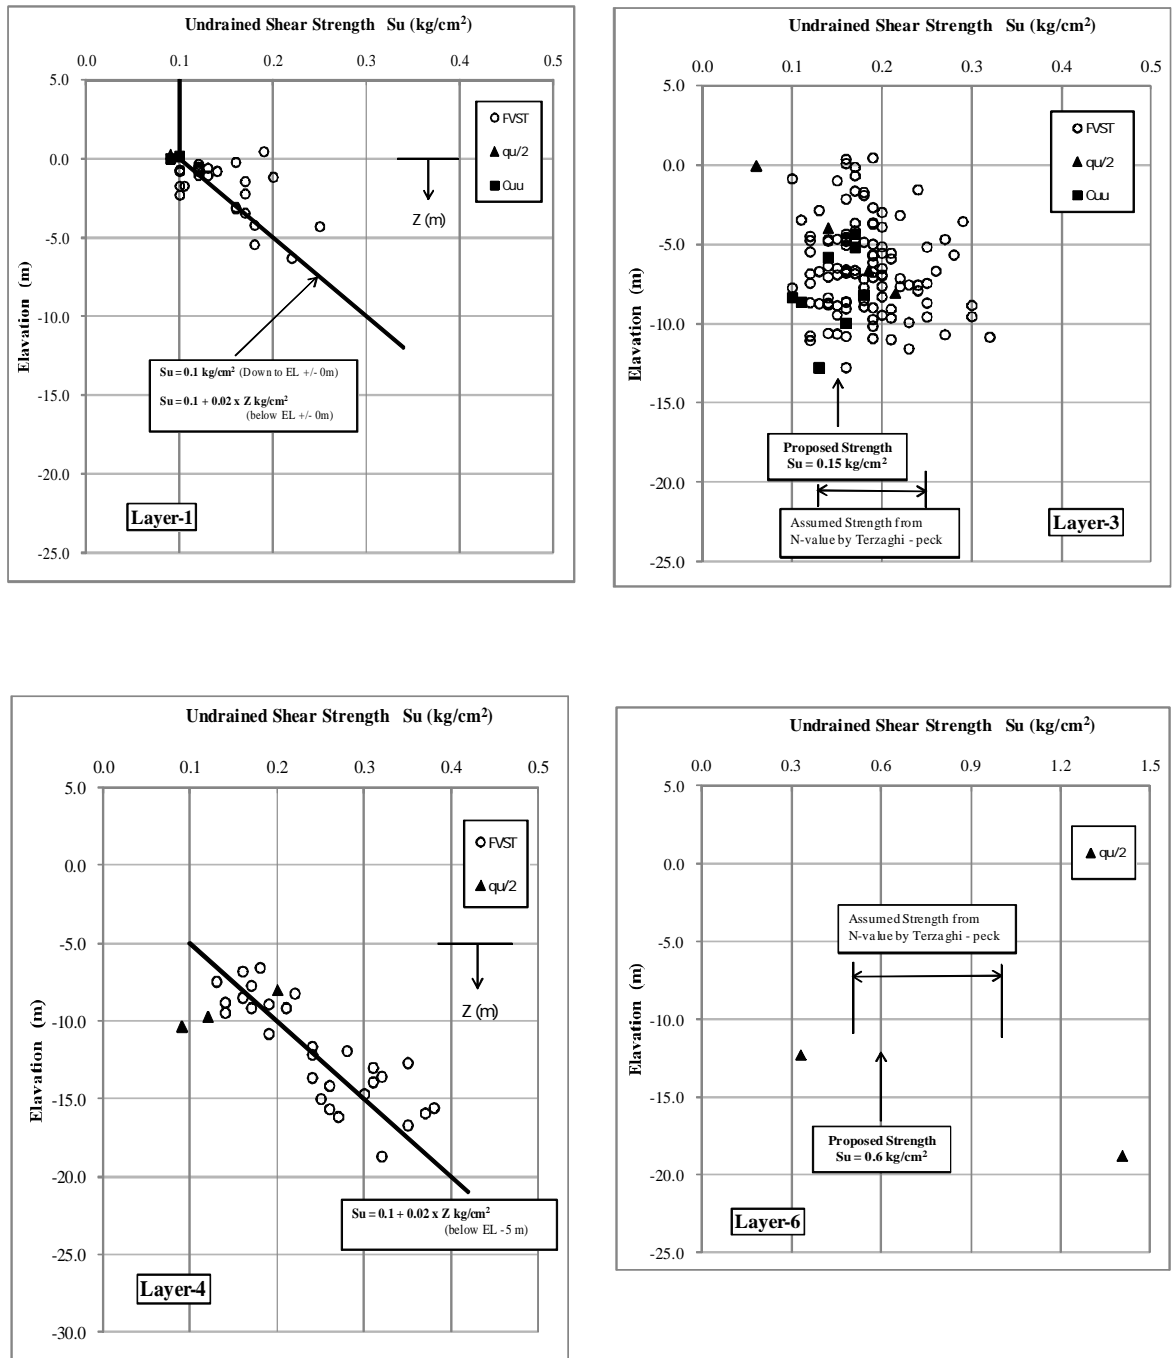 Undrained Shear Strength Su (kg/cm²)
0.0 0.1 0.2 0.3 0.4 0.5
5.0
0.0
-5.0
-10.0
-15.0
-20.0
-25.0
Elavation (m)
FVST
qu/2
Cuu
Z (m)
Su = 0.1 kg/cm² (Down to EL +/- 0m)
Su = 0.1 + 0.02 x Z kg/cm²
(below EL +/- 0m)
Layer-1
Undrained Shear Strength Su (kg/cm²)
0.0 0.1 0.2 0.3 0.4 0.5
5.0
0.0
-5.0
-10.0
-15.0
-20.0
-25.0
Elavation (m)
FVST
qu/2
Cuu
Proposed Strength
Su = 0.15 kg/cm²
Assumed Strength from
N-value by Terzaghi - peck
Layer-3
Undrained Shear Strength Su (kg/cm²)
0.0 0.1 0.2 0.3 0.4 0.5
5.0
0.0
-5.0
-10.0
-15.0
-20.0
-25.0
-30.0
Elavation (m)
FVST
qu/2
Z (m)
Su = 0.1 + 0.02 x Z kg/cm²
(below EL -5 m)
Layer-4
Undrained Shear Strength Su (kg/cm²)
0.0 0.3 0.6 0.9 1.2 1.5
5.0
0.0
-5.0
-10.0
-15.0
-20.0
-25.0
Elavation (m)
qu/2
Assumed Strength from
N-value by Terzaghi - peck
Proposed Strength
Su = 0.6 kg/cm²
Layer-6